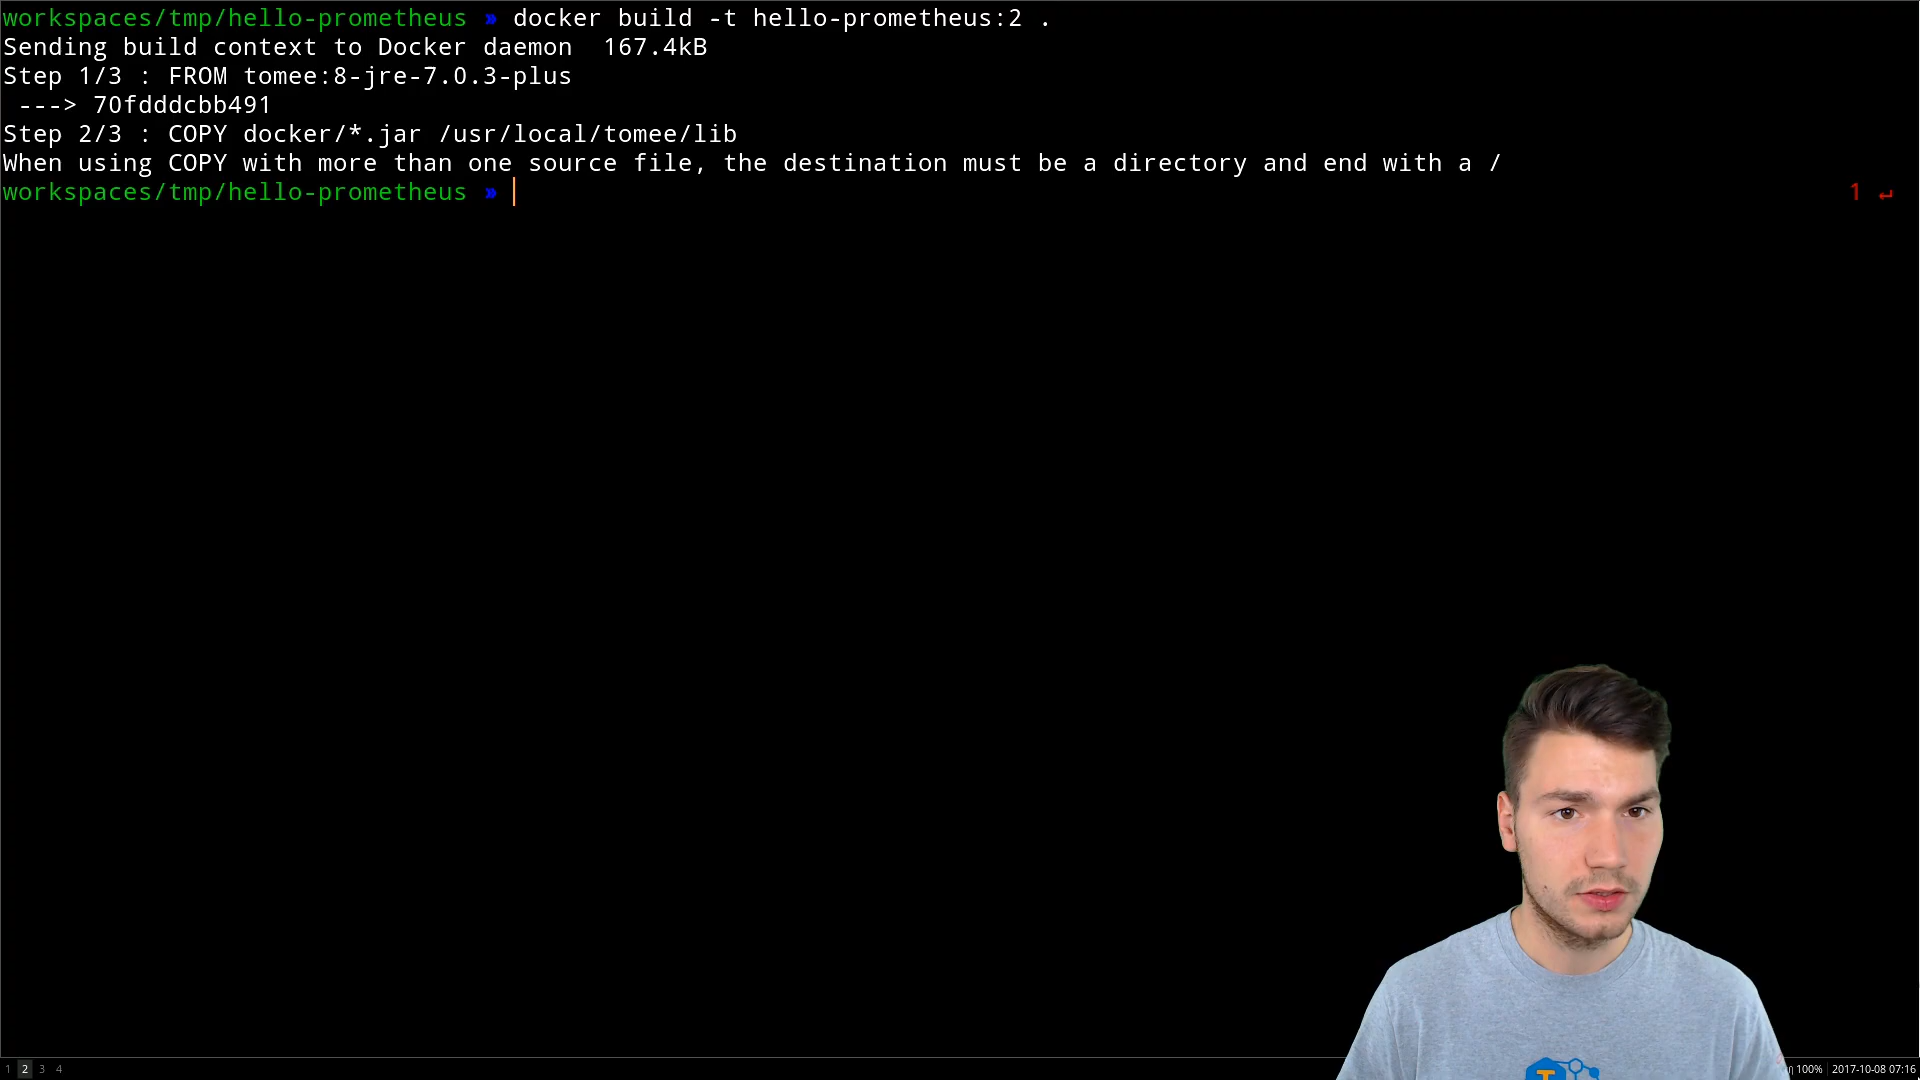 workspaces/tmp/hello-prometheus » docker build -t hello-prometheus:2 .
Sending build context to Docker daemon  167.4kB
Step 1/3 : FROM tomee:8-jre-7.0.3-plus
 ---> 70fdddcbb491
Step 2/3 : COPY docker/*.jar /usr/local/tomee/lib
When using COPY with more than one source file, the destination must be a directory and end with a /
workspaces/tmp/hello-prometheus » 1 ↵
T
1 2 3 4 100% 2017-10-08 07:16